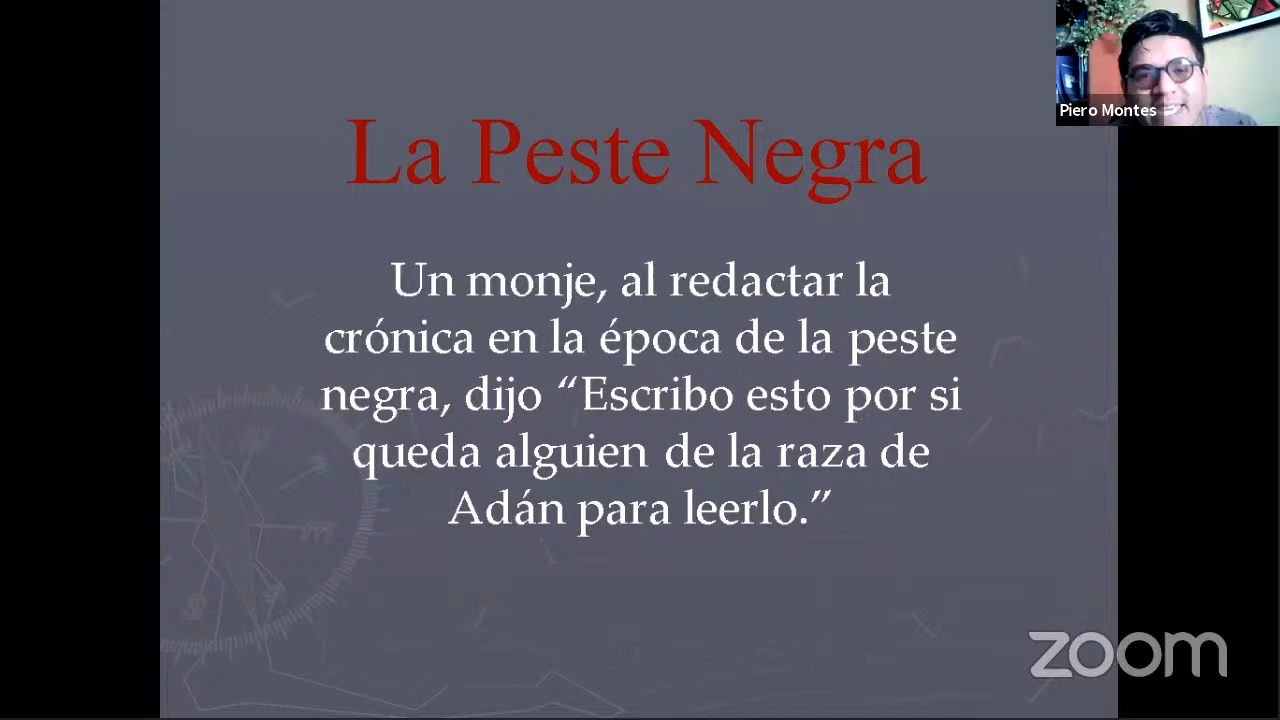 La Peste Negra
Un monje, al redactar la
crónica en la época de la peste
negra, dijo “Escribo esto por si
queda alguien de la raza de
Adán para leerlo.”
Piero Montes
zoom